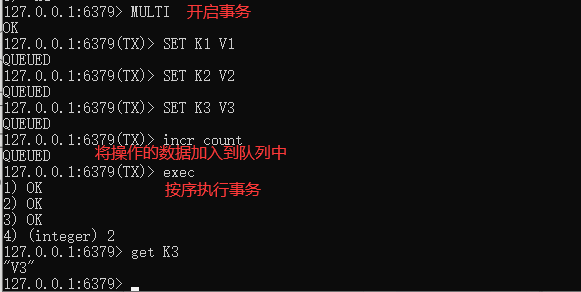 127.0.0.1:6379> MULTI 开启事务
OK
127.0.0.1:6379(TX)> SET K1 V1
QUEUED
127.0.0.1:6379(TX)> SET K2 V2
QUEUED
127.0.0.1:6379(TX)> SET K3 V3
QUEUED
127.0.0.1:6379(TX)> incr count
QUEUED 将操作的数据加入到队列中
127.0.0.1:6379(TX)> exec
1) OK 按序执行事务
2) OK
3) OK
4) (integer) 2
127.0.0.1:6379> get K3
"V3"
127.0.0.1:6379>